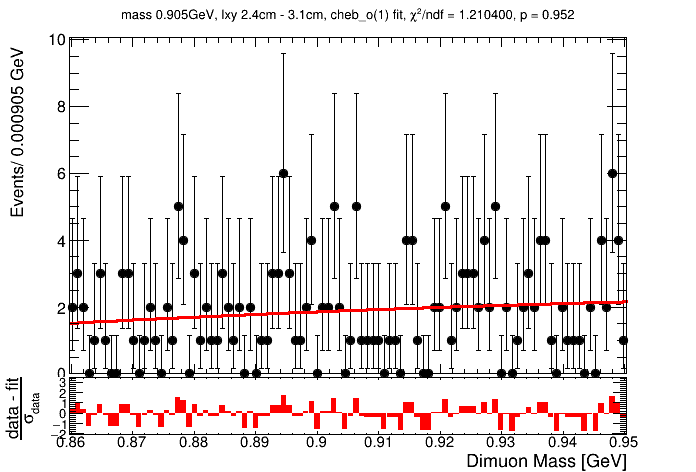 mass 0.905GeV, lxy 2.4cm - 3.1cm, cheb_o(1) fit, χ²/ndf = 1.210400, p = 0.952
Events/ 0.000905 GeV
10
8
6
4
2
0
data - fit
σdata
3
2
1
0
−1
−2
0.86 0.87 0.88 0.89 0.9 0.91 0.92 0.93 0.94 0.95
Dimuon Mass [GeV]